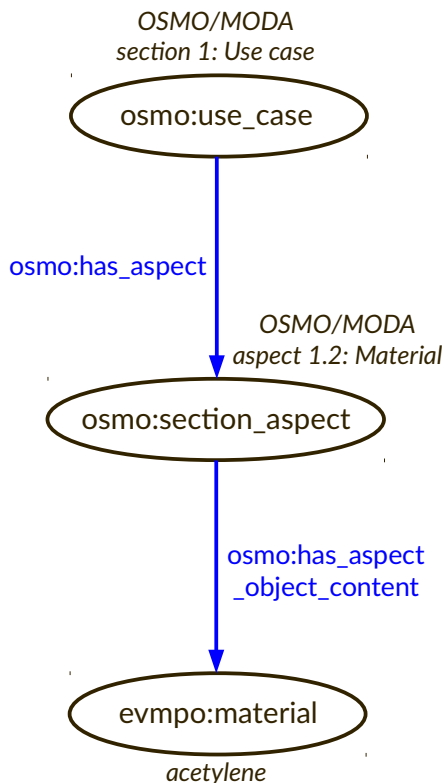 OSMO/MODA
section 1: Use case
osmo:use_case
osmo:has_aspect
OSMO/MODA
aspect 1.2: Material
osmo:section_aspect
osmo:has_aspect
_object_content
evmpo:material
acetylene